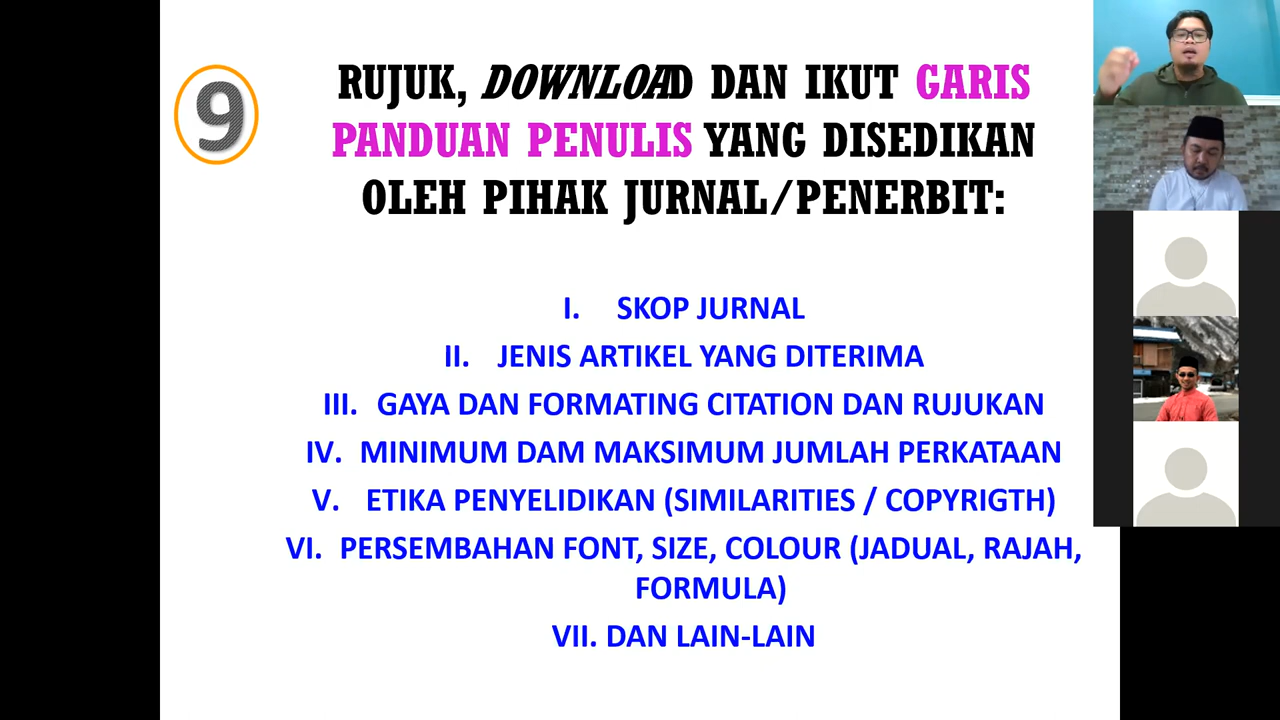 9
RUJUK, DOWNLOAD DAN IKUT GARIS
PANDUAN PENULIS YANG DISEDIKAN
OLEH PIHAK JURNAL/PENERBIT:
I. SKOP JURNAL
II. JENIS ARTIKEL YANG DITERIMA
III. GAYA DAN FORMATING CITATION DAN RUJUKAN
IV. MINIMUM DAM MAKSIMUM JUMLAH PERKATAAN
V. ETIKA PENYELIDIKAN (SIMILARITIES / COPYRIGTH)
VI. PERSEMBAHAN FONT, SIZE, COLOUR (JADUAL, RAJAH,
FORMULA)
VII. DAN LAIN-LAIN